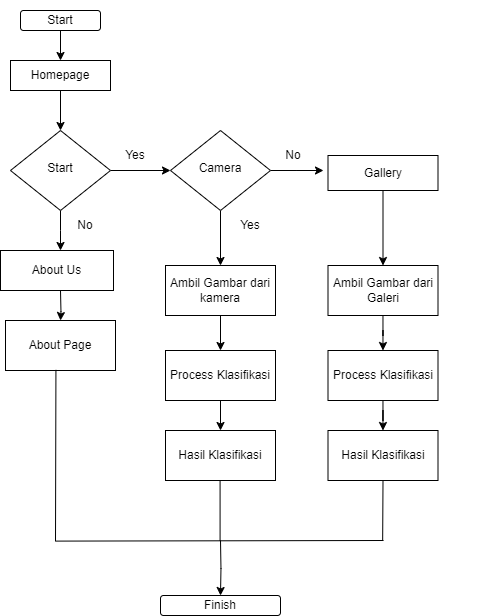 Start
Homepage
Start
Yes
Camera
No
Gallery
No
Yes
About Us
Ambil Gambar dari
kamera
Ambil Gambar dari
Galeri
About Page
Process Klasifikasi
Process Klasifikasi
Hasil Klasifikasi
Hasil Klasifikasi
Finish